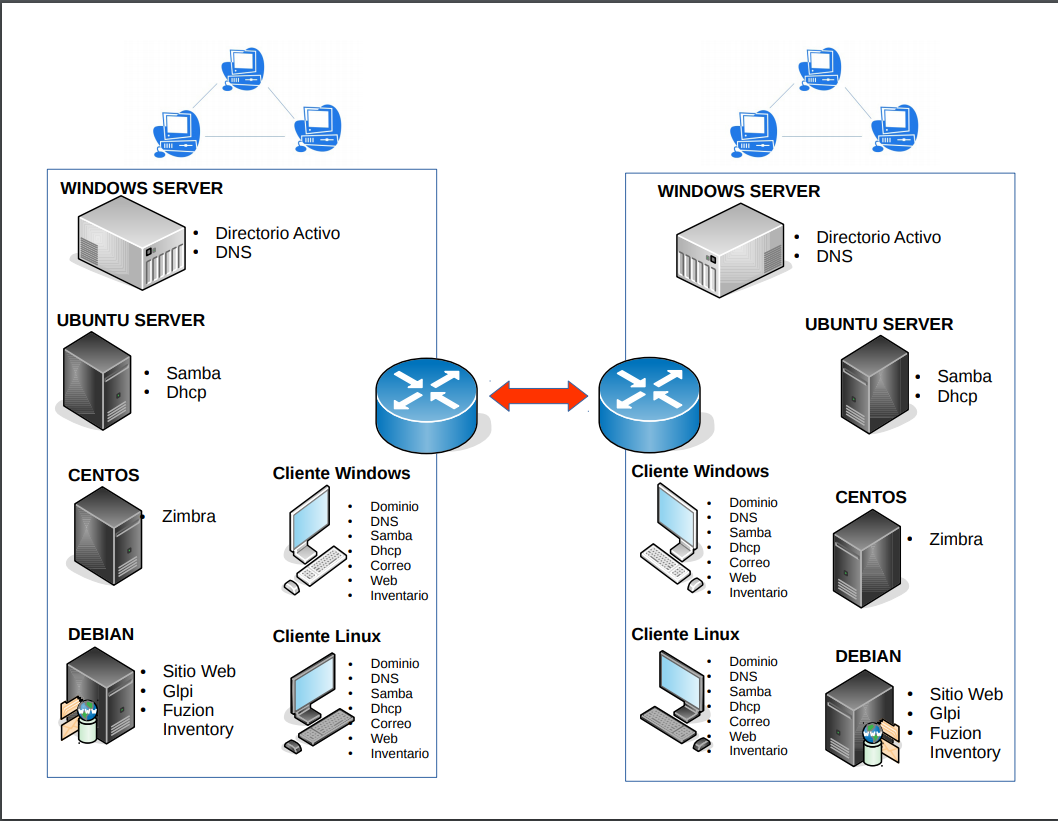 WINDOWS SERVER
• Directorio Activo
• DNS
UBUNTU SERVER
• Samba
• Dhcp
CENTOS
• Zimbra
DEBIAN
• Sitio Web
• Glpi
• Fuzion
Inventory
Cliente Windows
• Dominio
• DNS
• Samba
• Dhcp
• Correo
• Web
• Inventario
Cliente Linux
• Dominio
• DNS
• Samba
• Dhcp
• Correo
• Web
• Inventario
WINDOWS SERVER
• Directorio Activo
• DNS
UBUNTU SERVER
• Samba
• Dhcp
Cliente Windows
• Dominio
• DNS
• Samba
• Dhcp
• Correo
• Web
• Inventario
CENTOS
• Zimbra
Cliente Linux
• Dominio
• DNS
• Samba
• Dhcp
• Correo
• Web
• Inventario
DEBIAN
• Sitio Web
• Glpi
• Fuzion
Inventory